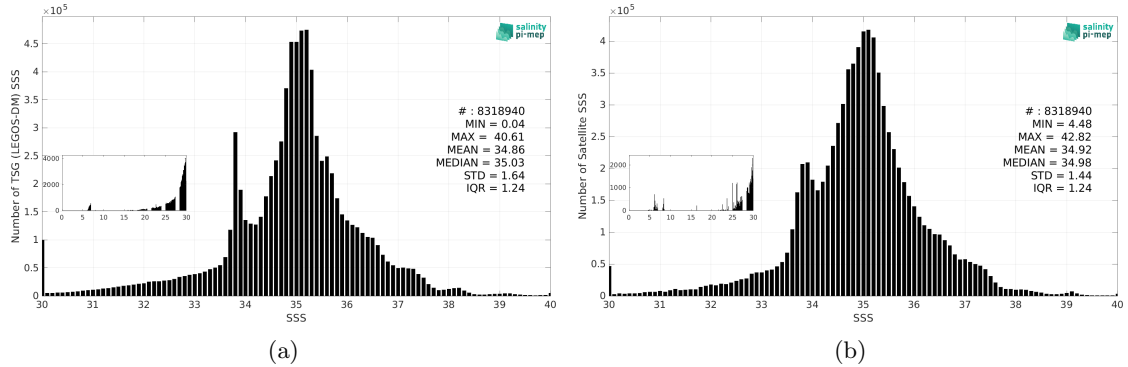 ×10⁵
salinity
pi-mep
Number of TSG (LEGOS-DM) SSS
4.5
4
3.5
3
2.5
2
1.5
1
0.5
0
# : 8318940
MIN = 0.04
MAX = 40.61
MEAN = 34.86
MEDIAN = 35.03
STD = 1.64
IQR = 1.24
4000
2000
0
0 5 10 15 20 25 30
30 31 32 33 34 35 36 37 38 39 40
SSS
(a)
×10⁵
salinity
pi-mep
Number of Satellite SSS
4
3.5
3
2.5
2
1.5
1
0.5
0
# : 8318940
MIN = 4.48
MAX = 42.82
MEAN = 34.92
MEDIAN = 34.98
STD = 1.44
IQR = 1.24
2000
1000
0
0 5 10 15 20 25 30
30 31 32 33 34 35 36 37 38 39 40
SSS
(b)